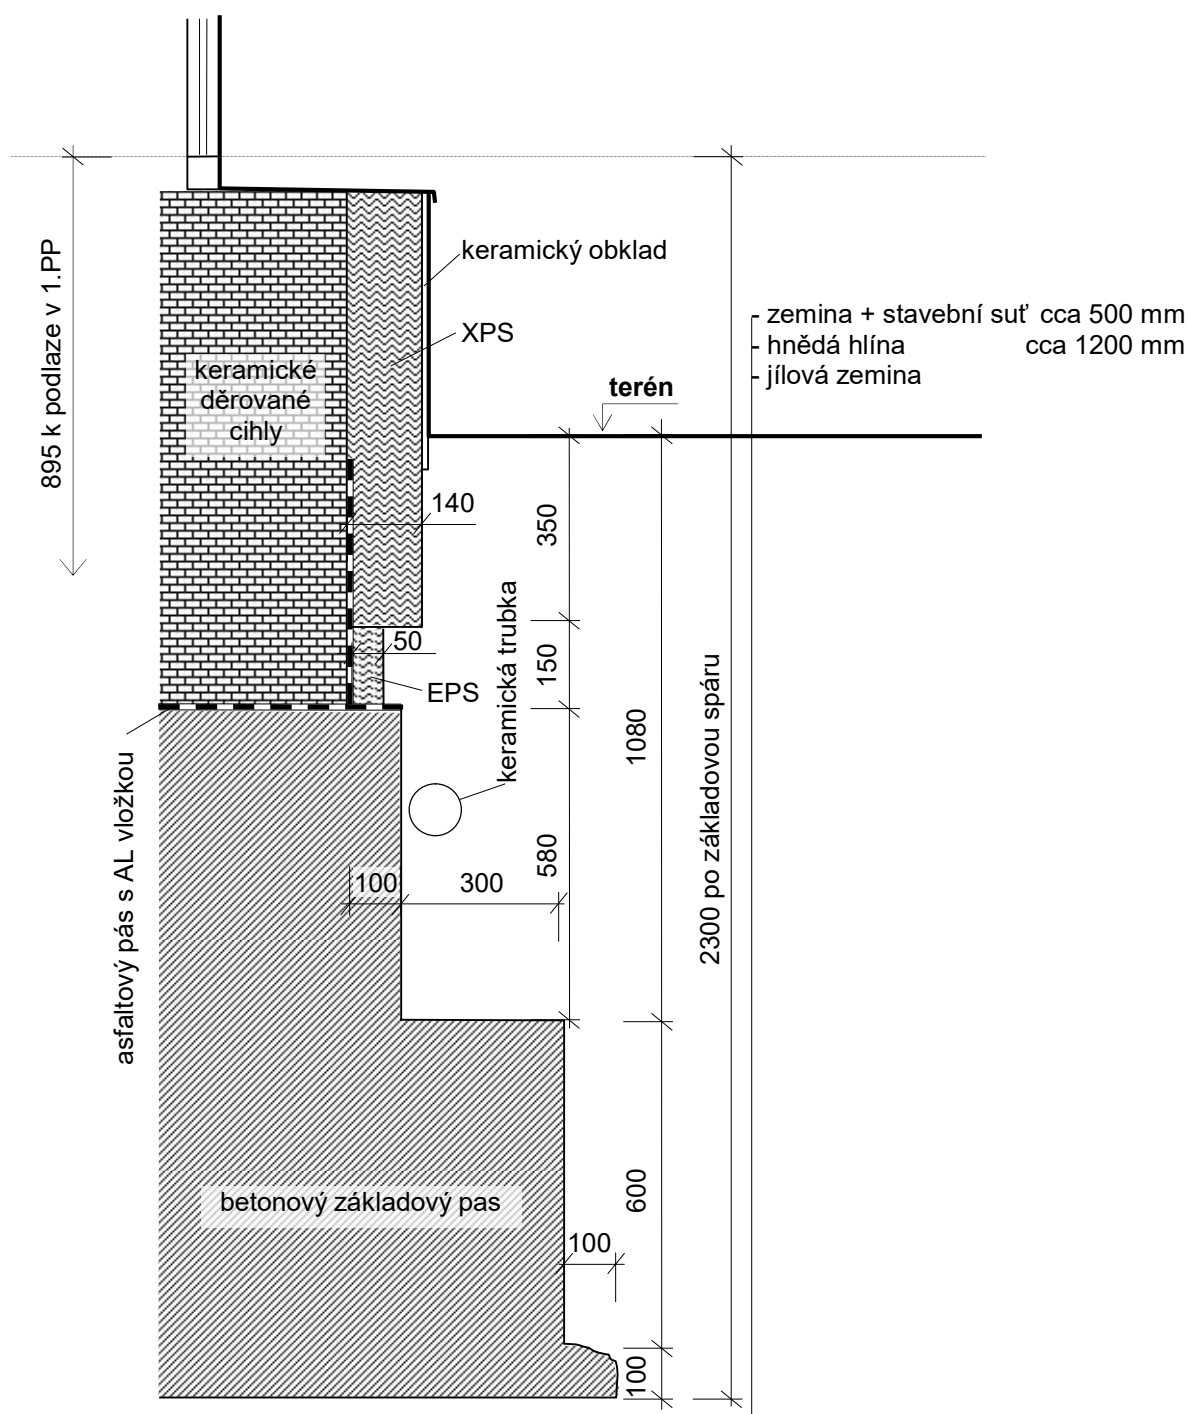 895 k podlaze v 1.PP
keramický obklad
XPS
zemina + stavební suť cca 500 mm
hnědá hlína cca 1200 mm
jílová zemina
keramické
děrované
cihly
terén
140
350
keramická trubka
50
150
EPS
1080
2300 po základovou spáru
asfaltový pás s AL vložkou
580
100
300
betonový základový pas
600
100
100